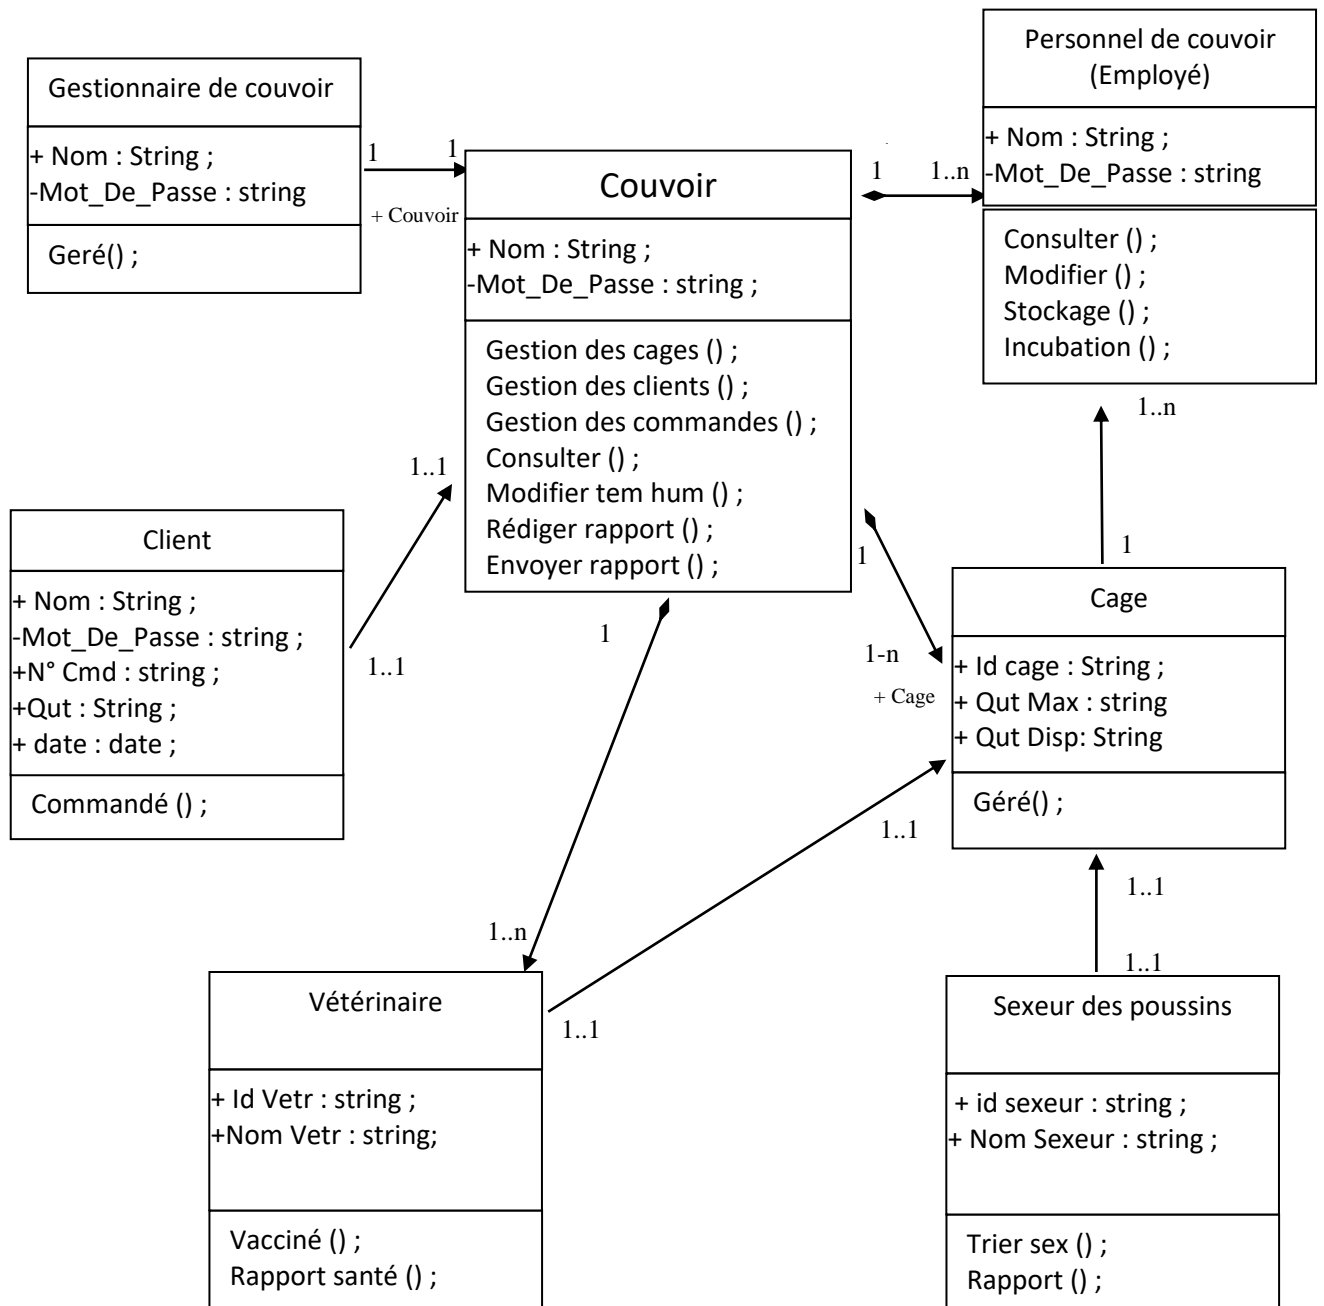 Gestionnaire de couvoir
+ Nom : String ;
-Mot_De_Passe : string
Geré() ;
1
1
+ Couvoir
Couvoir
+ Nom : String ;
-Mot_De_Passe : string ;
Gestion des cages () ;
Gestion des clients () ;
Gestion des commandes () ;
Consulter () ;
Modifier tem hum () ;
Rédiger rapport () ;
Envoyer rapport () ;
1
1..n
Personnel de couvoir
(Employé)
+ Nom : String ;
-Mot_De_Passe : string
Consulter () ;
Modifier () ;
Stockage () ;
Incubation () ;
1..n
1
1..1
1..1
Client
+ Nom : String ;
-Mot_De_Passe : string ;
+N° Cmd : string ;
+Qut : String ;
+ date : date ;
Commandé () ;
1
1-n
+ Cage
Cage
+ Id cage : String ;
+ Qut Max : string
+ Qut Disp: String
Géré() ;
1
1..n
1..1
1..1
1..1
1..1
Vétérinaire
+ Id Vetr : string ;
+Nom Vetr : string;
Vacciné () ;
Rapport santé () ;
Sexeur des poussins
+ id sexeur : string ;
+ Nom Sexeur : string ;
Trier sex () ;
Rapport () ;